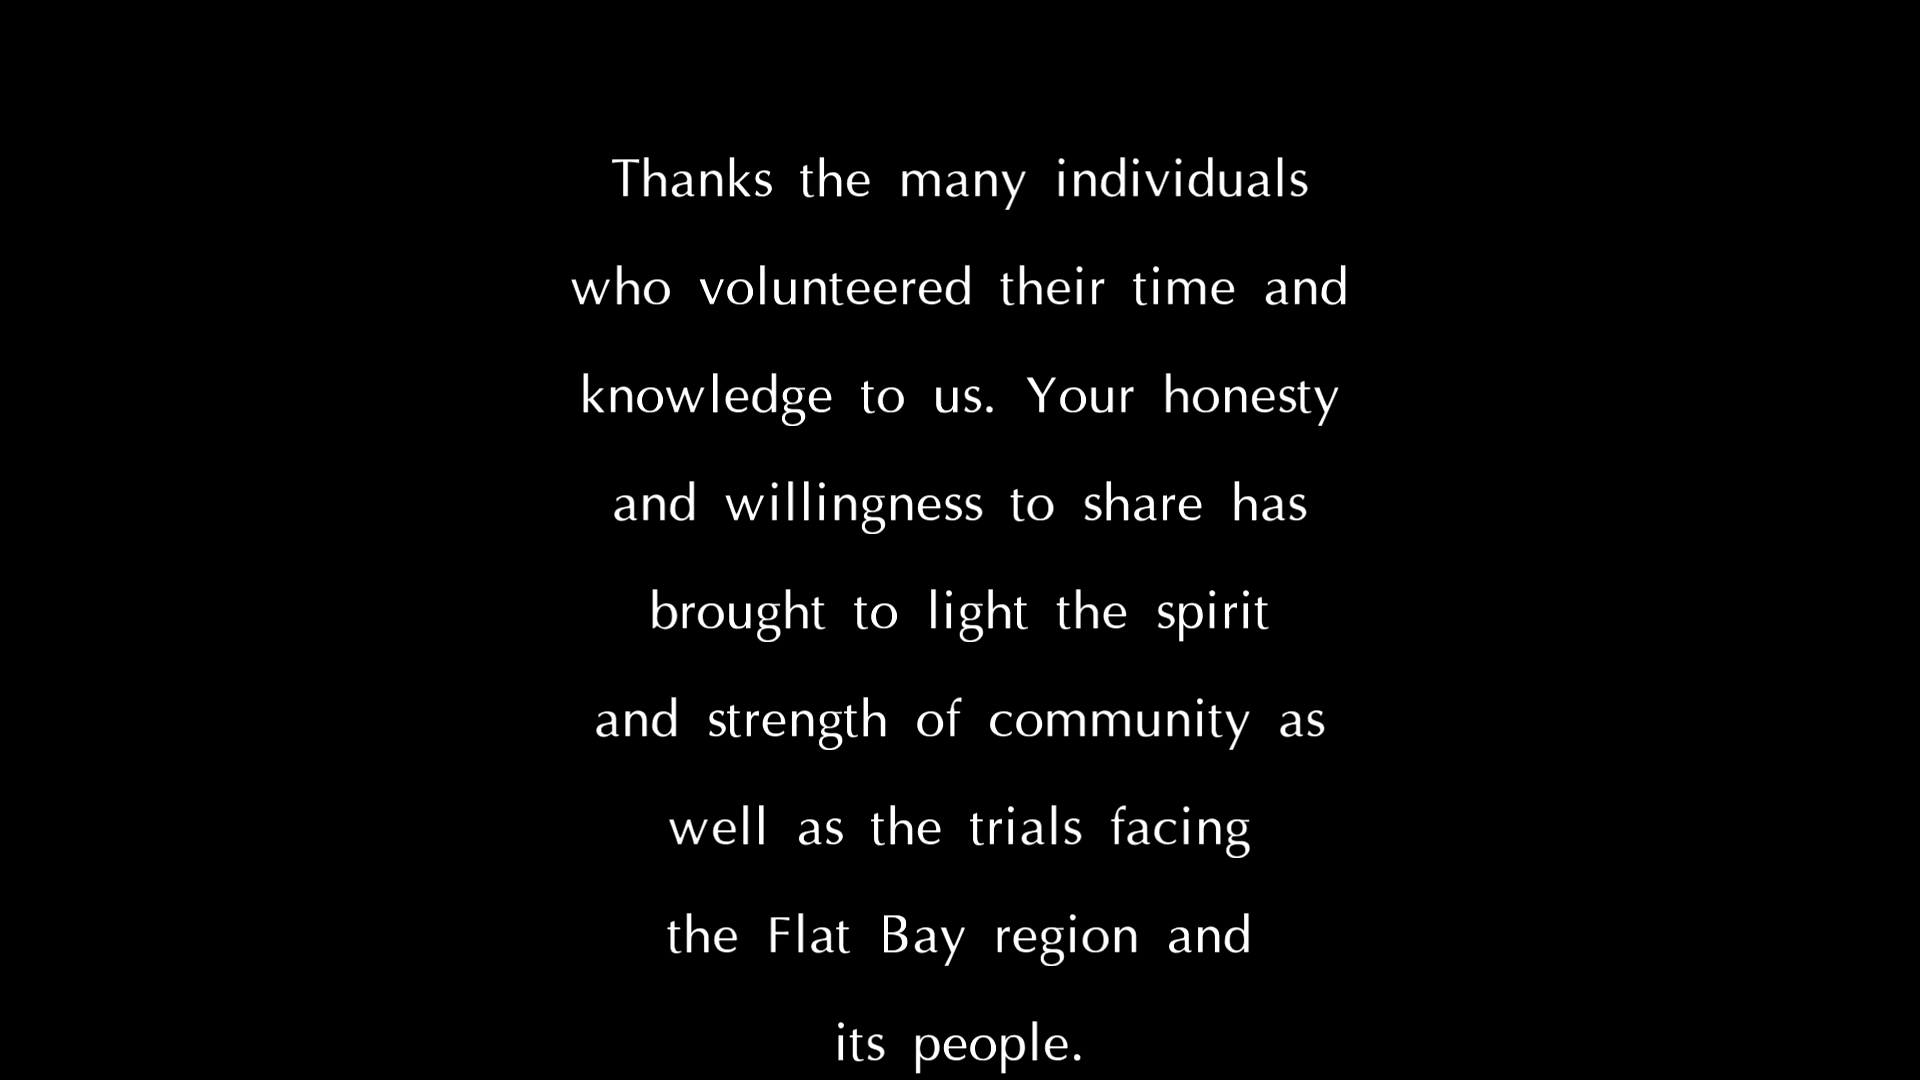 Thanks the many individuals
who volunteered their time and
knowledge to us. Your honesty
and willingness to share has
brought to light the spirit
and strength of community as
well as the trials facing
the Flat Bay region and
its people.